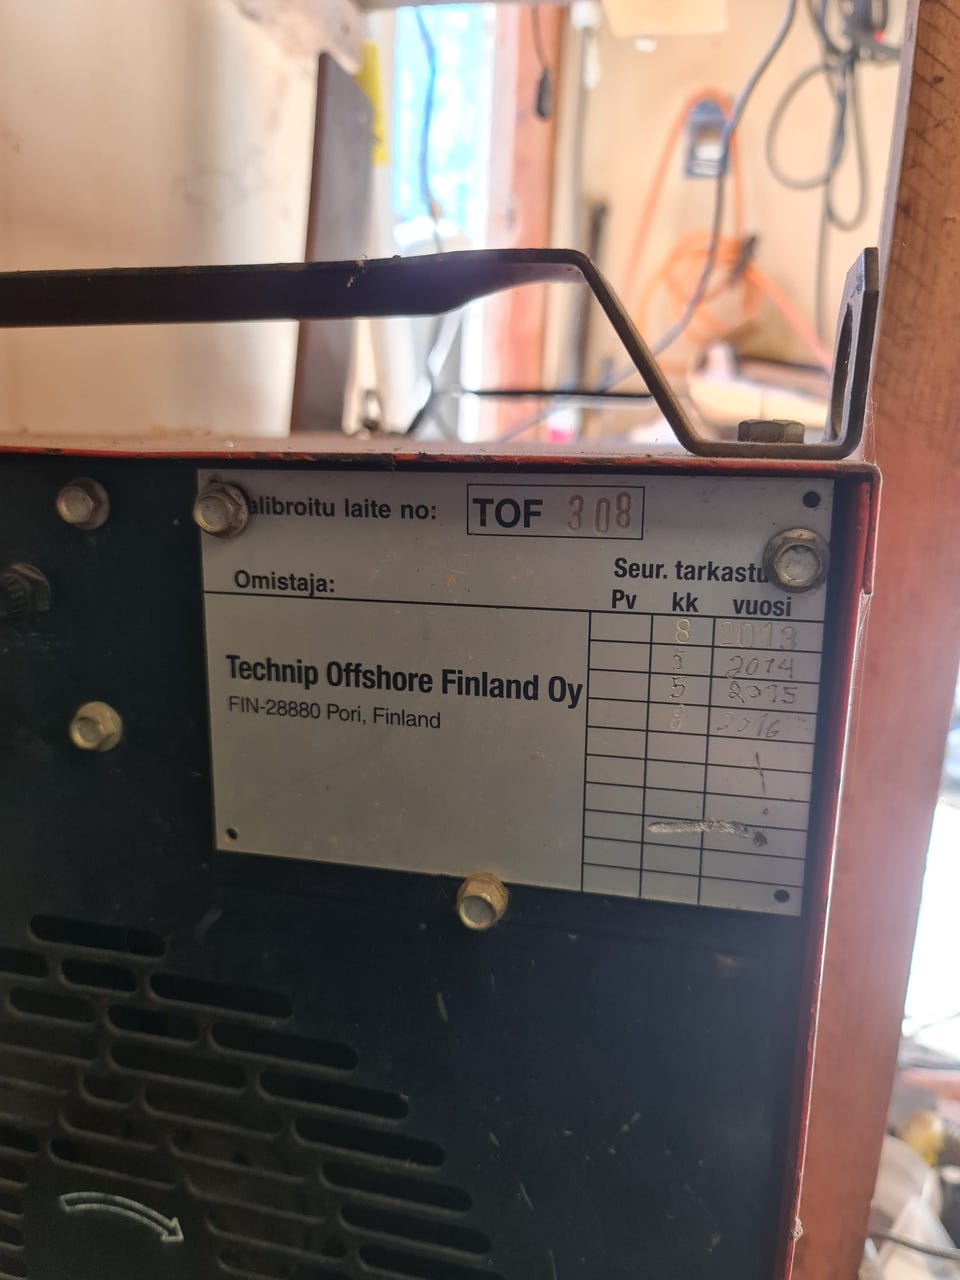 alibroitu laite no: TOF 308
Omistaja:
Seur. tarkastu
Pv kk vuosi
8 2013
5 2014
5 2015
8 2016
Technip Offshore Finland Oy
FIN-28880 Pori, Finland